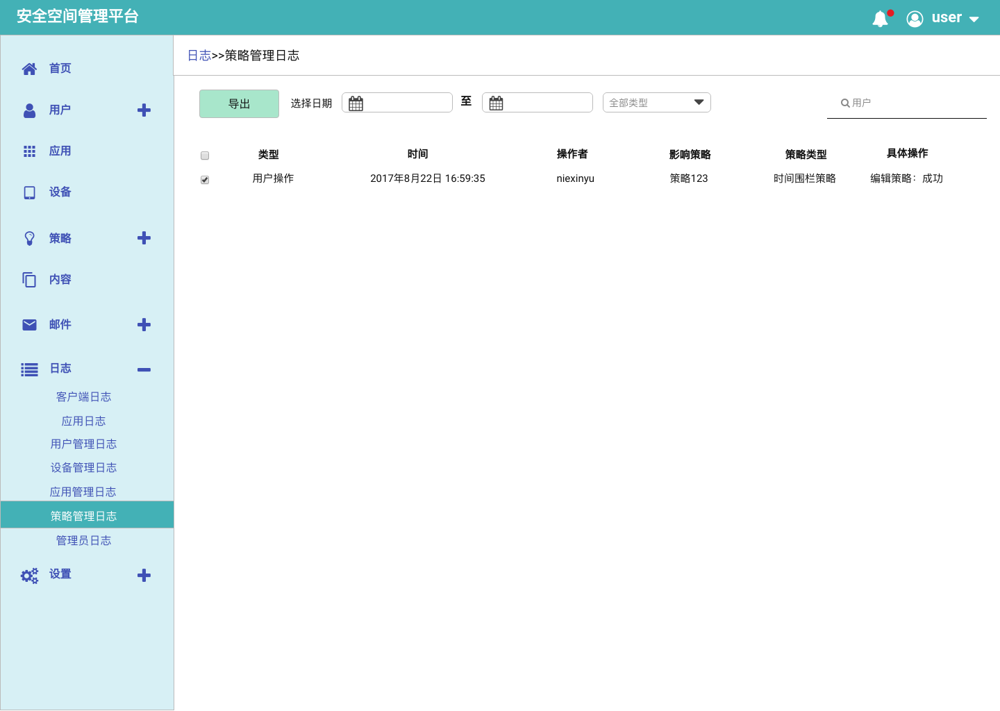 安全空间管理平台
user
首页
用户
应用
设备
策略
内容
邮件
日志
客户端日志
应用日志
用户管理日志
设备管理日志
应用管理日志
策略管理日志
管理员日志
设置
日志>>策略管理日志
导出 选择日期 至 全部类型 用户
类型 时间 操作者 影响策略 策略类型 具体操作
用户操作 2017年8月22日 16:59:35 niexinyu 策略123 时间围栏策略 编辑策略：成功